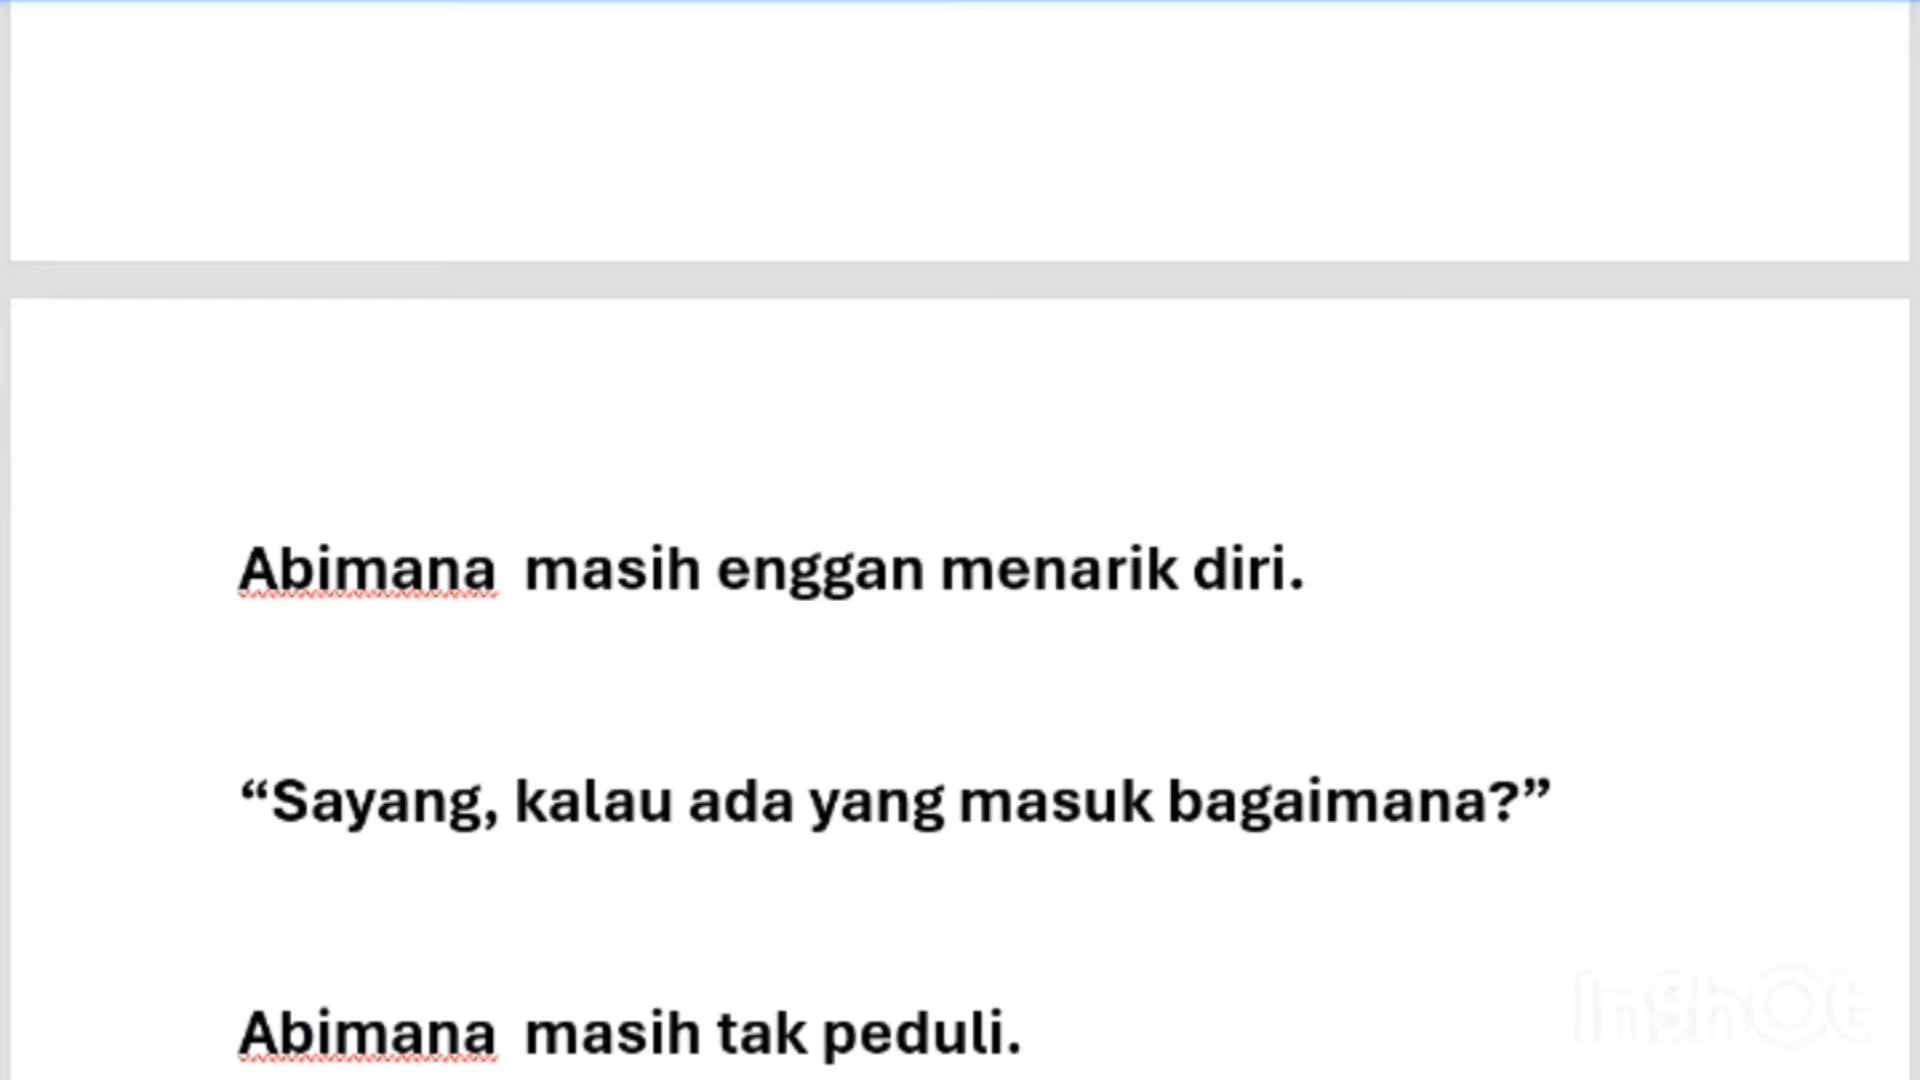 Abimana  masih enggan menarik diri.
“Sayang, kalau ada yang masuk bagaimana?”
Abimana  masih tak peduli.
InShOt